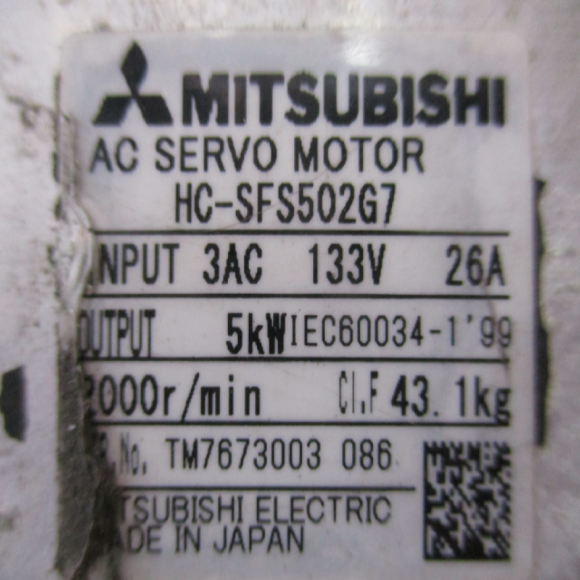 MITSUBISHI
AC SERVO MOTOR
HC-SFS502G7
INPUT 3AC 133V 26A
OUTPUT 5kW IEC60034-1'99
2000r/min CI.F 43.1kg
No. TM7673003 086
MITSUBISHI ELECTRIC
MADE IN JAPAN